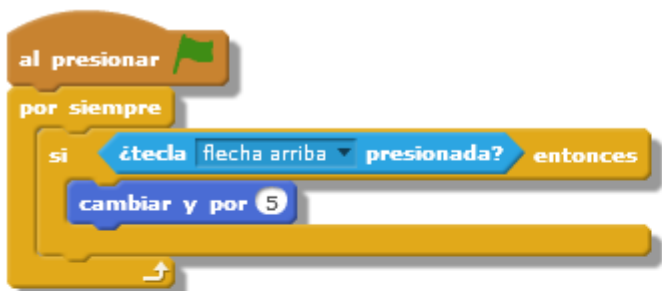 al presionar
por siempre
si ¿tecla flecha arriba presionada? entonces
cambiar y por 5